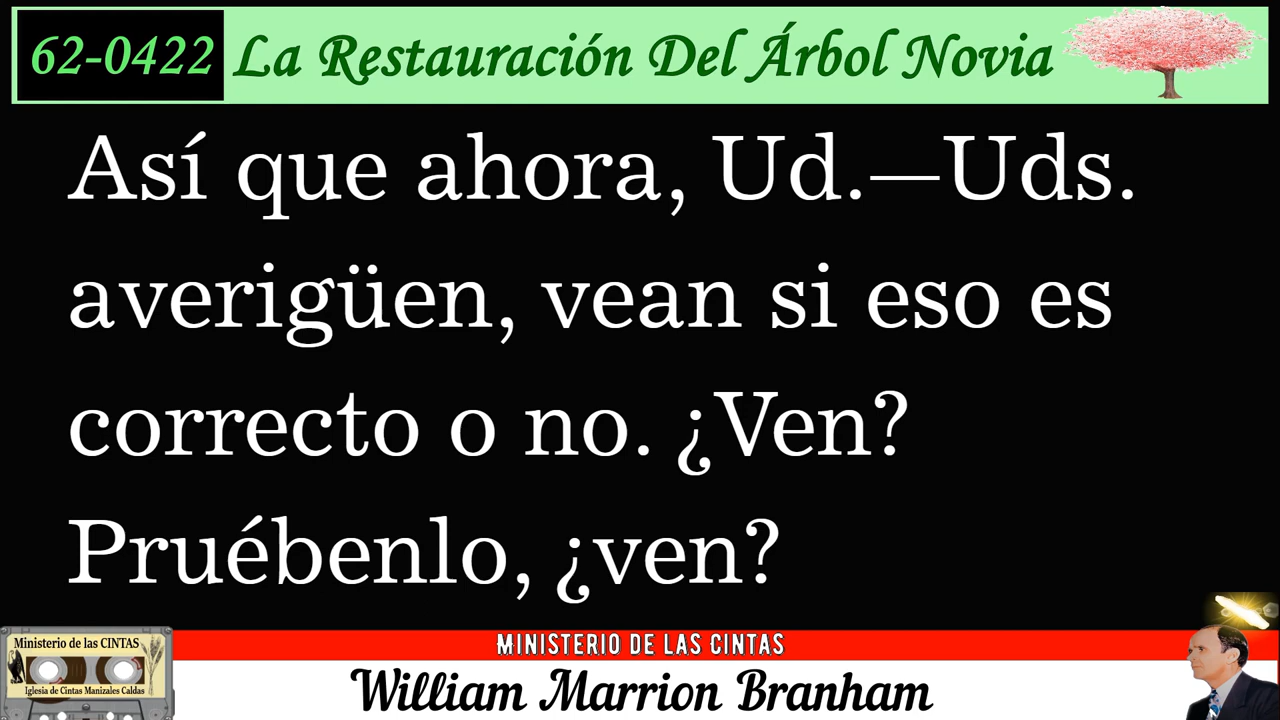 62-0422 La Restauración Del Árbol Novia
Así que ahora, Ud.—Uds.
averigüen, vean si eso es
correcto o no. ¿Ven?
Pruébenlo, ¿ven?
MINISTERIO DE LAS CINTAS
Ministerio de las CINTAS
Iglesia de Cintas Manizales Caldas
William Marrion Branham